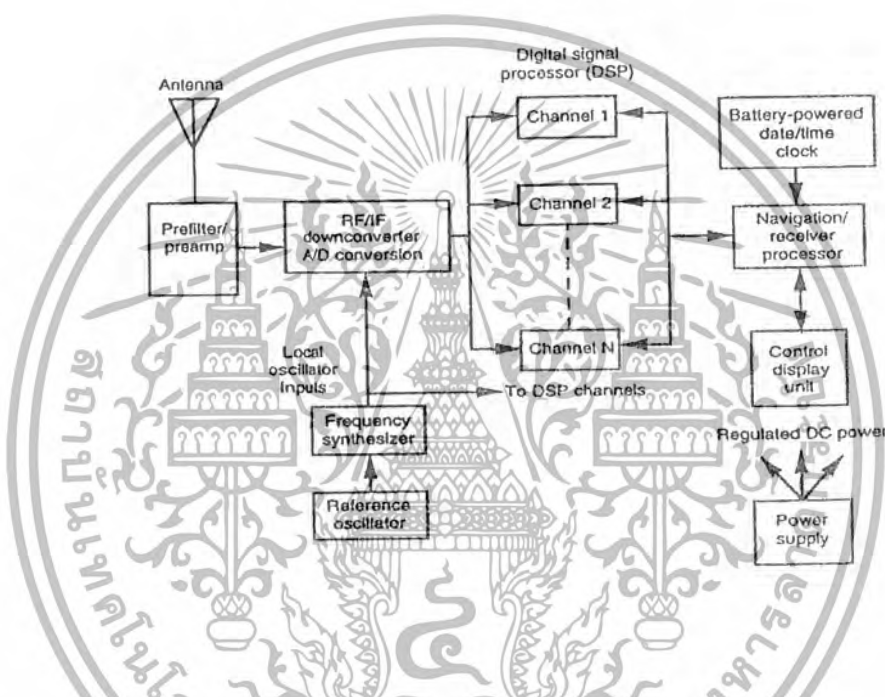 Digital signal
processor (DSP)
Antenna
Channel 1
Battery-powered
date/time
clock
Prefilter/
preamp
RF/IF
downconverter
A/D conversion
Channel 2
Navigation/
receiver
processor
Channel N
Local
oscillator
Inputs
To DSP channels
Control
display
unit
Frequency
synthesizer
Regulated DC power
Reference
oscillator
Power
supply